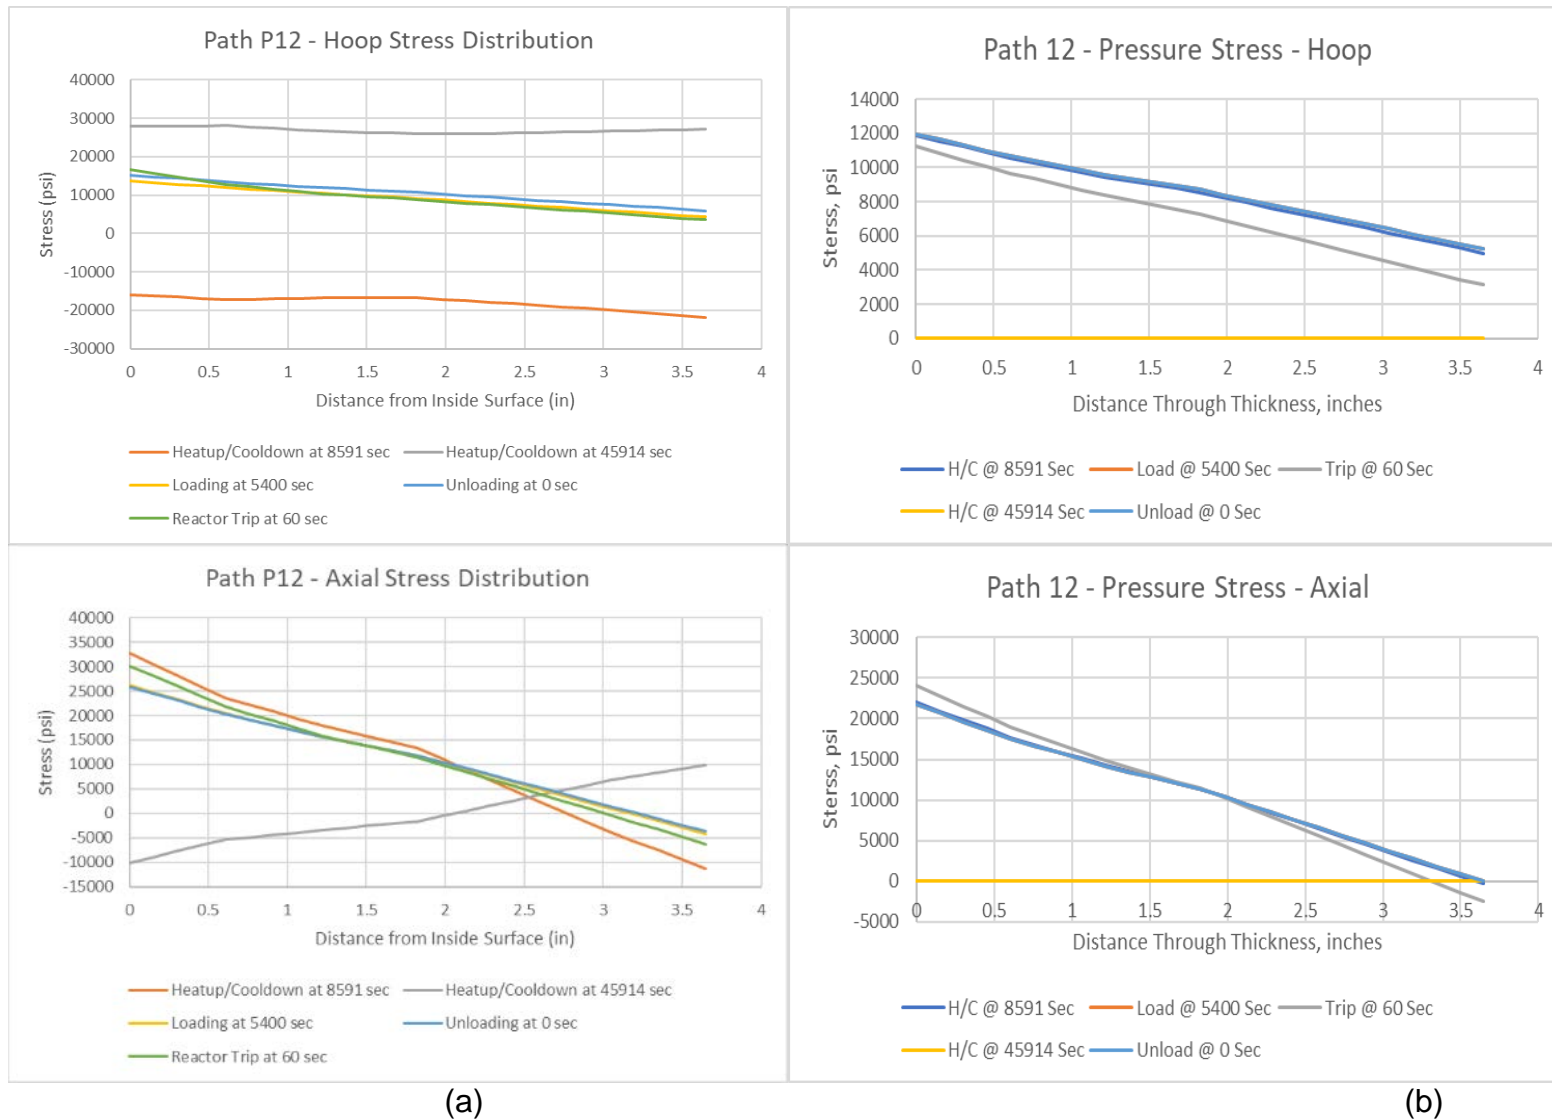 Path P12 - Hoop Stress Distribution
40000
30000
20000
10000
0
-10000
-20000
-30000
Stress (psi)
0 0.5 1 1.5 2 2.5 3 3.5 4
Distance from Inside Surface (in)
Heatup/Cooldown at 8591 sec Heatup/Cooldown at 45914 sec
Loading at 5400 sec Unloading at 0 sec
Reactor Trip at 60 sec
Path 12 - Pressure Stress - Hoop
14000
12000
10000
8000
6000
4000
2000
0
Sterss, psi
0 0.5 1 1.5 2 2.5 3 3.5 4
Distance Through Thickness, inches
H/C @ 8591 Sec Load @ 5400 Sec Trip @ 60 Sec
H/C @ 45914 Sec Unload @ 0 Sec
Path P12 - Axial Stress Distribution
40000
35000
30000
25000
20000
15000
10000
5000
0
-5000
-10000
-15000
Stress (psi)
0 0.5 1 1.5 2 2.5 3 3.5 4
Distance from Inside Surface (in)
Heatup/Cooldown at 8591 sec Heatup/Cooldown at 45914 sec
Loading at 5400 sec Unloading at 0 sec
Reactor Trip at 60 sec
Path 12 - Pressure Stress - Axial
30000
25000
20000
15000
10000
5000
0
-5000
Sterss, psi
0 0.5 1 1.5 2 2.5 3 3.5 4
Distance Through Thickness, inches
H/C @ 8591 Sec Load @ 5400 Sec Trip @ 60 Sec
H/C @ 45914 Sec Unload @ 0 Sec
(a) (b)